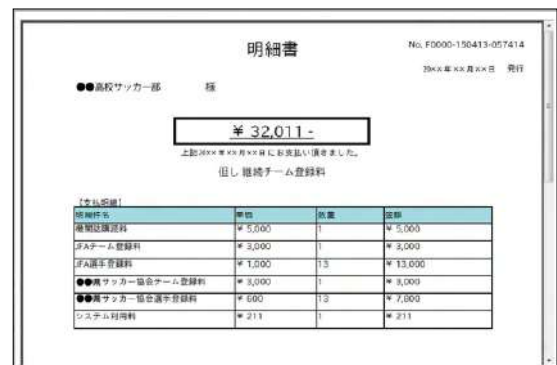 明細書
No. F0000-150413-057414
20××年××月××日 発行
●●高校サッカー部 様
¥ 32,011 -
上記20××年××月××日にお支払い頂きました。
但し 継続チーム登録料
【支払明細】
明細件名 単価 数量 金額
機関誌購読料 ¥ 5,000 1 ¥ 5,000
JFAチーム登録料 ¥ 3,000 1 ¥ 3,000
JFA選手登録料 ¥ 1,000 13 ¥ 13,000
●●県サッカー協会チーム登録料 ¥ 3,000 1 ¥ 3,000
●●県サッカー協会選手登録料 ¥ 600 13 ¥ 7,800
システム利用料 ¥ 211 1 ¥ 211